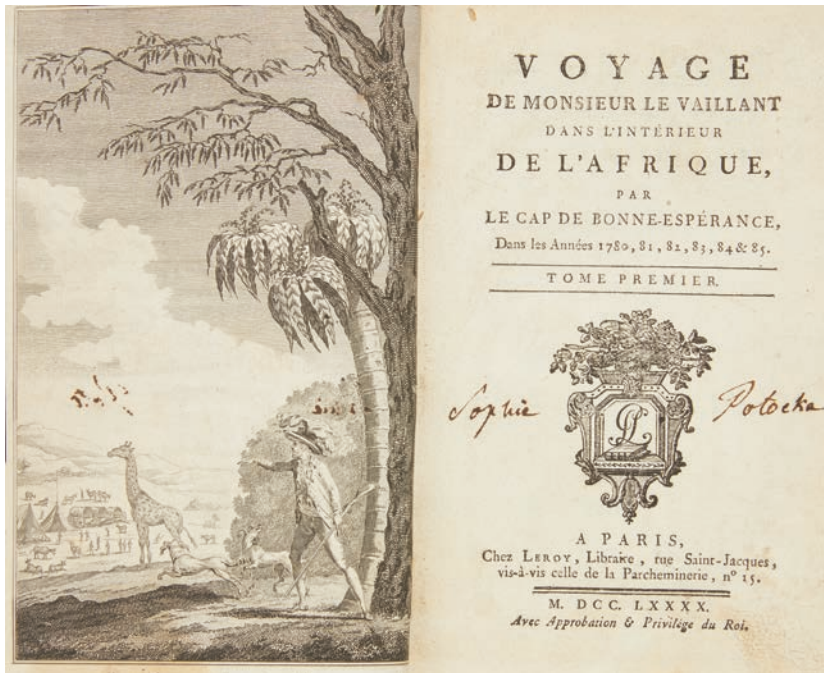 VOYAGE
DE MONSIEUR LE VAILLANT
DANS L'INTÉRIEUR
DE L'AFRIQUE,
PAR
LE CAP DE BONNE-ESPÉRANCE,
Dans les Années 1780, 81, 82, 83, 84 & 85.
TOME PREMIER.
Sophie Potocka
A PARIS,
Chez LEROY, Libraire, rue Saint-Jacques,
vis-à-vis celle de la Parcheminerie, n° 15.
M. DCC. LXXXX.
Avec Approbation & Privilège du Roi.